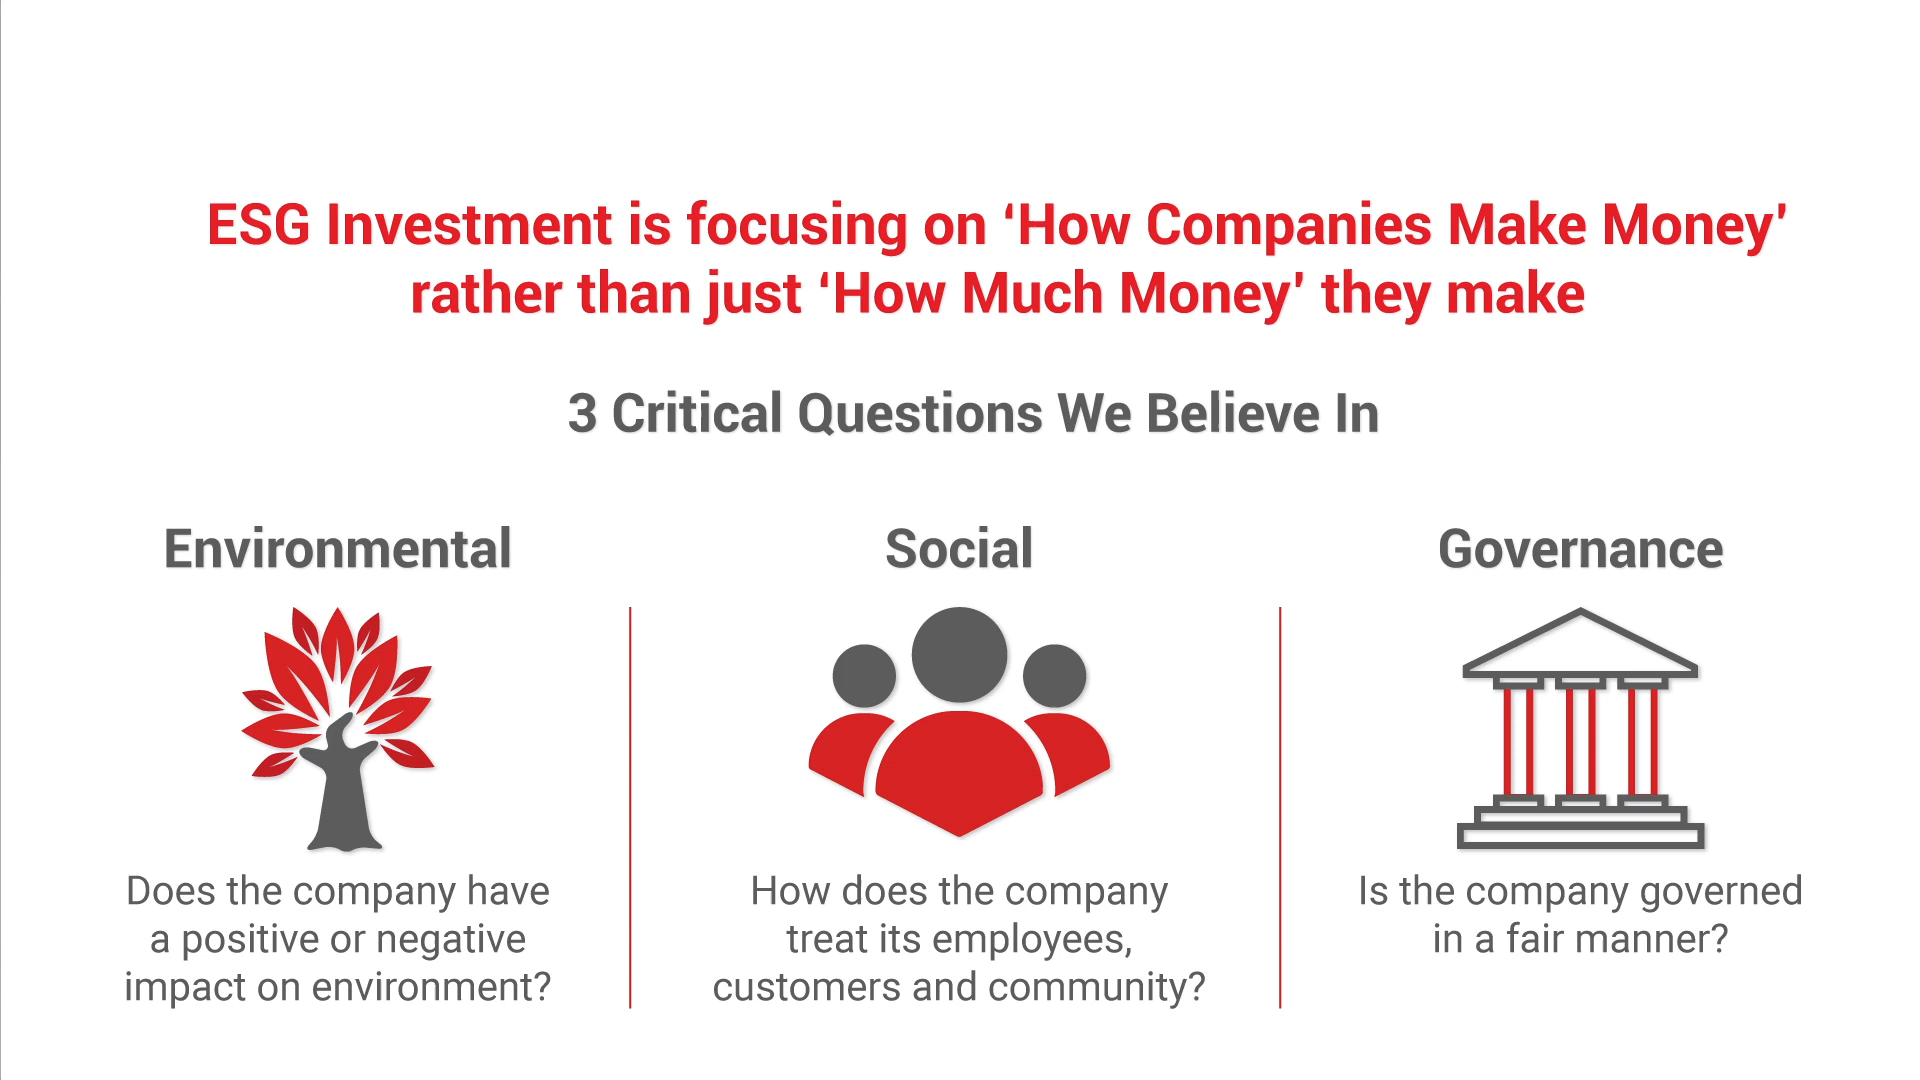 ESG Investment is focusing on ‘How Companies Make Money’
rather than just ‘How Much Money’ they make
3 Critical Questions We Believe In
Environmental
Does the company have
a positive or negative
impact on environment?
Social
How does the company
treat its employees,
customers and community?
Governance
Is the company governed
in a fair manner?